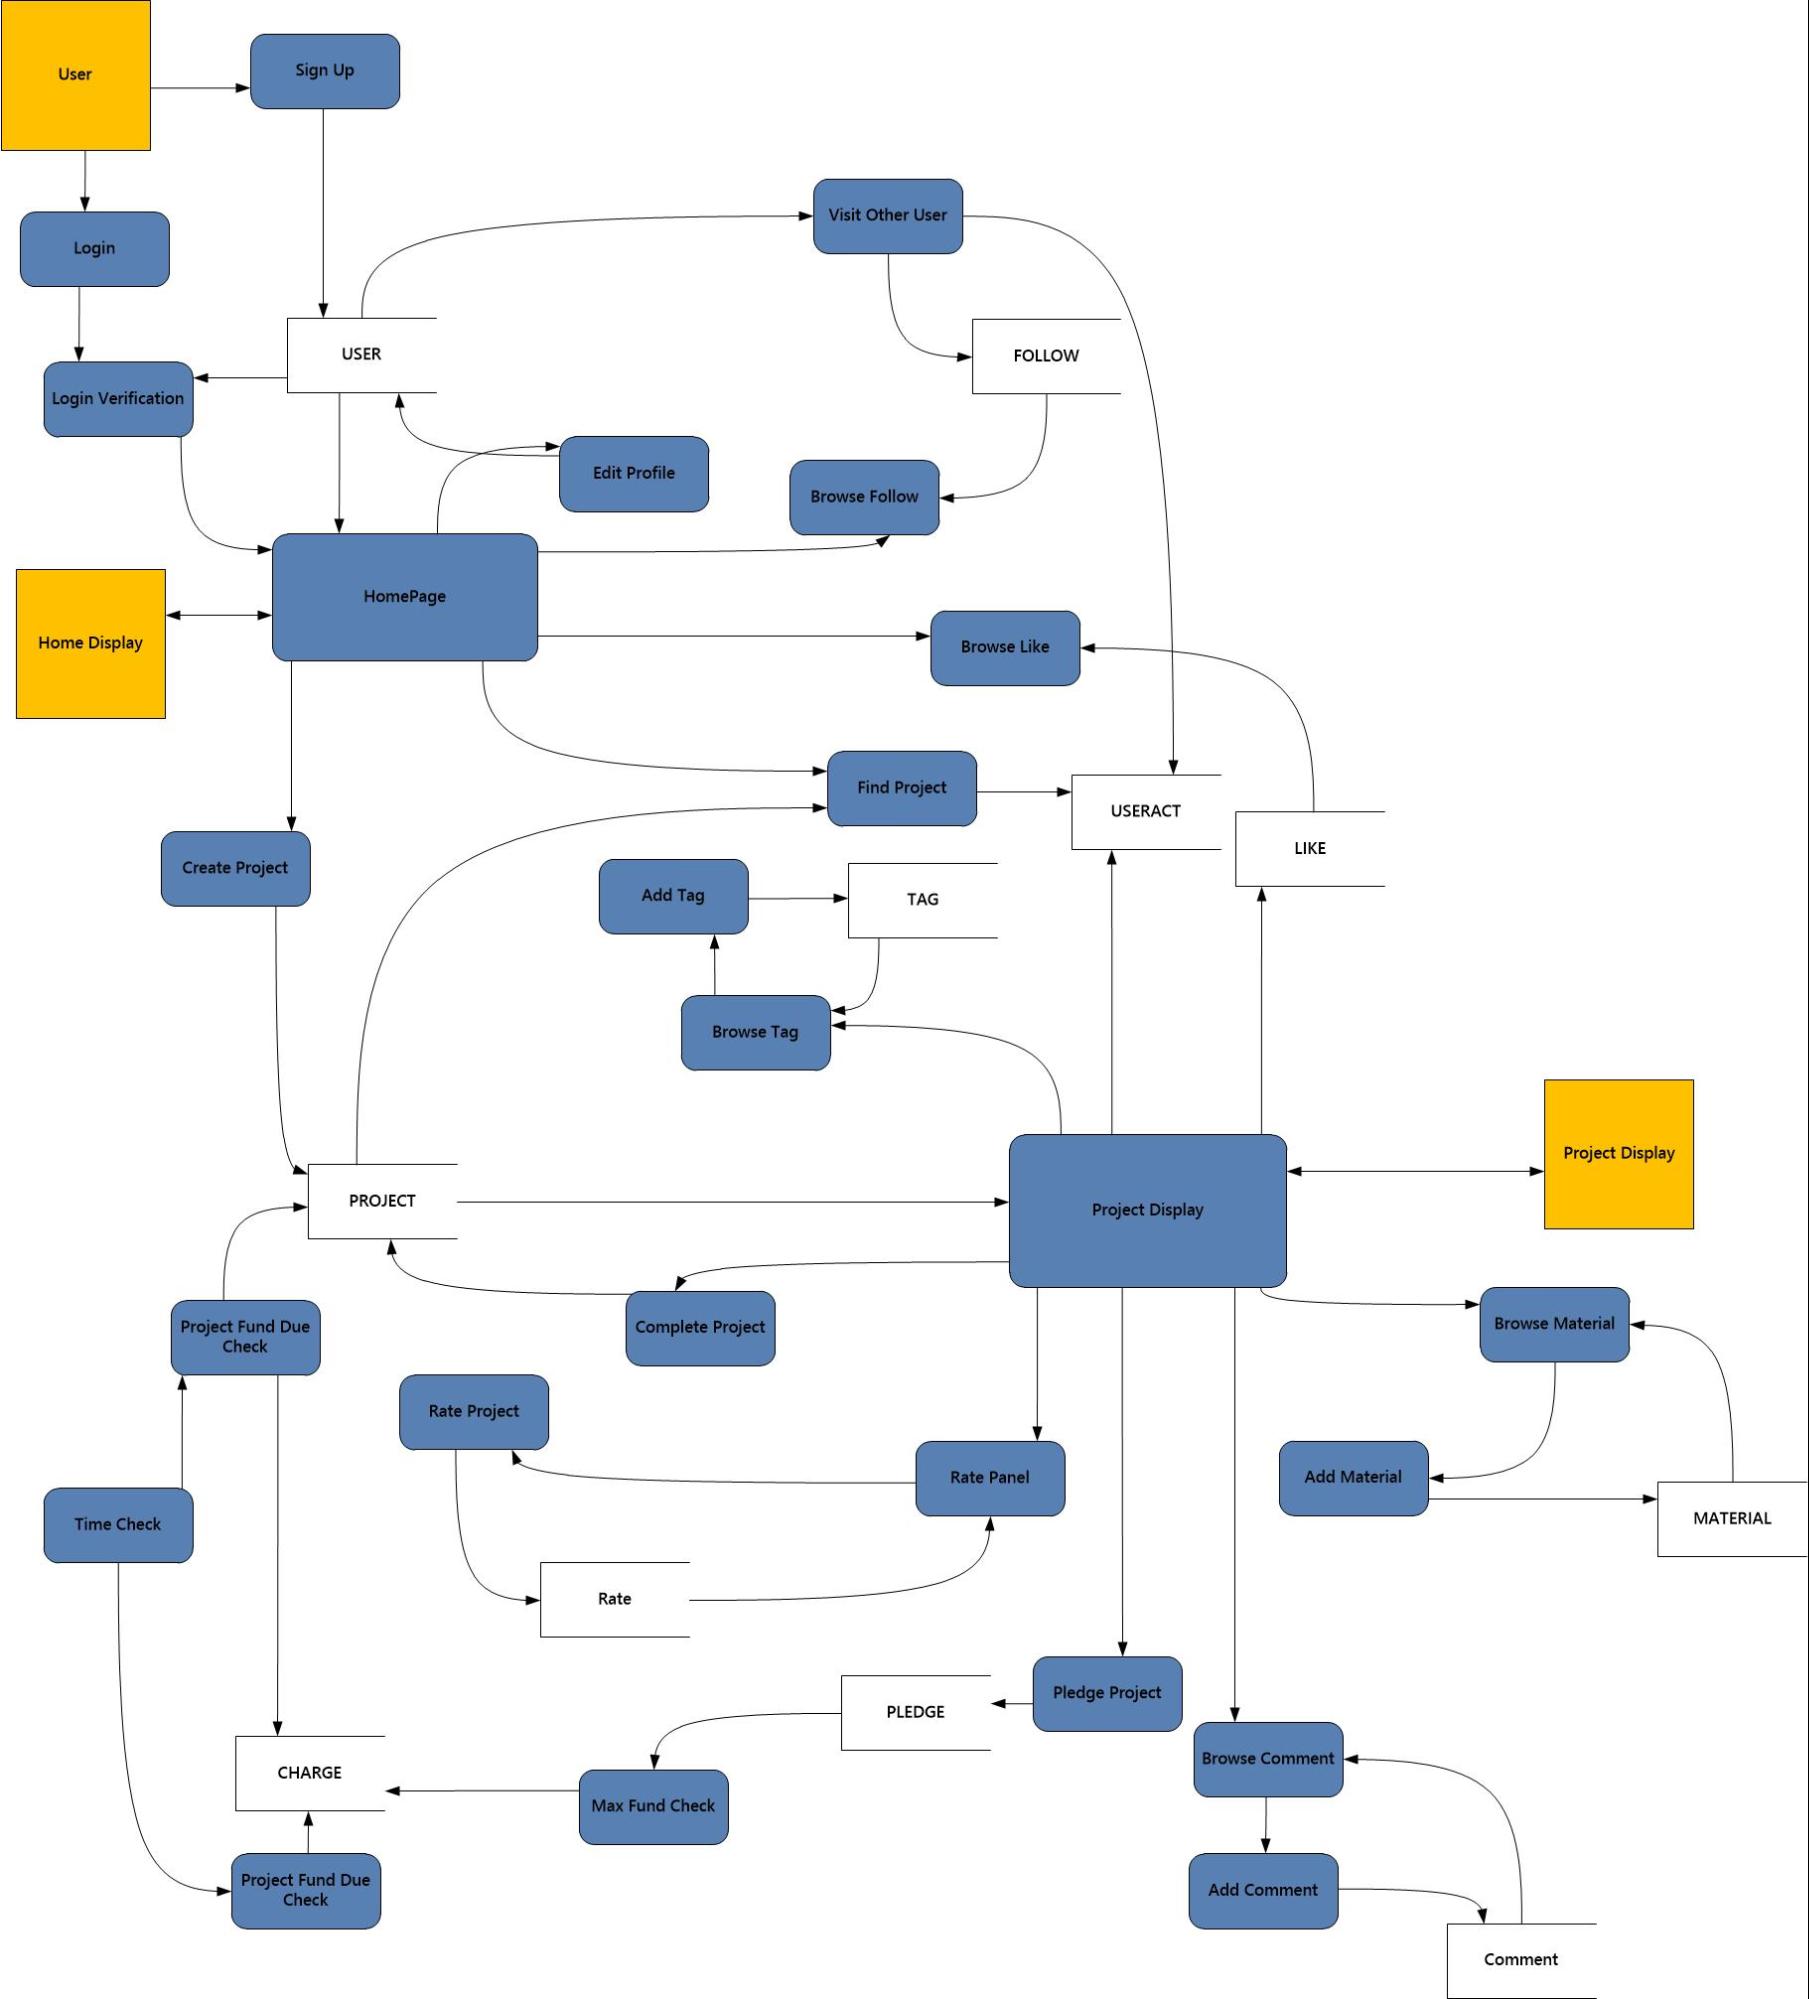 User
Sign Up
Visit Other User
Login
USER
FOLLOW
Login Verification
Edit Profile
Browse Follow
HomePage
Home Display
Browse Like
Find Project
USERACT
LIKE
Create Project
Add Tag
TAG
Browse Tag
Project Display
PROJECT
Project Display
Project Fund Due
Check
Complete Project
Browse Material
Rate Project
Rate Panel
Add Material
Time Check
MATERIAL
Rate
Pledge Project
PLEDGE
Browse Comment
CHARGE
Max Fund Check
Project Fund Due
Check
Add Comment
Comment